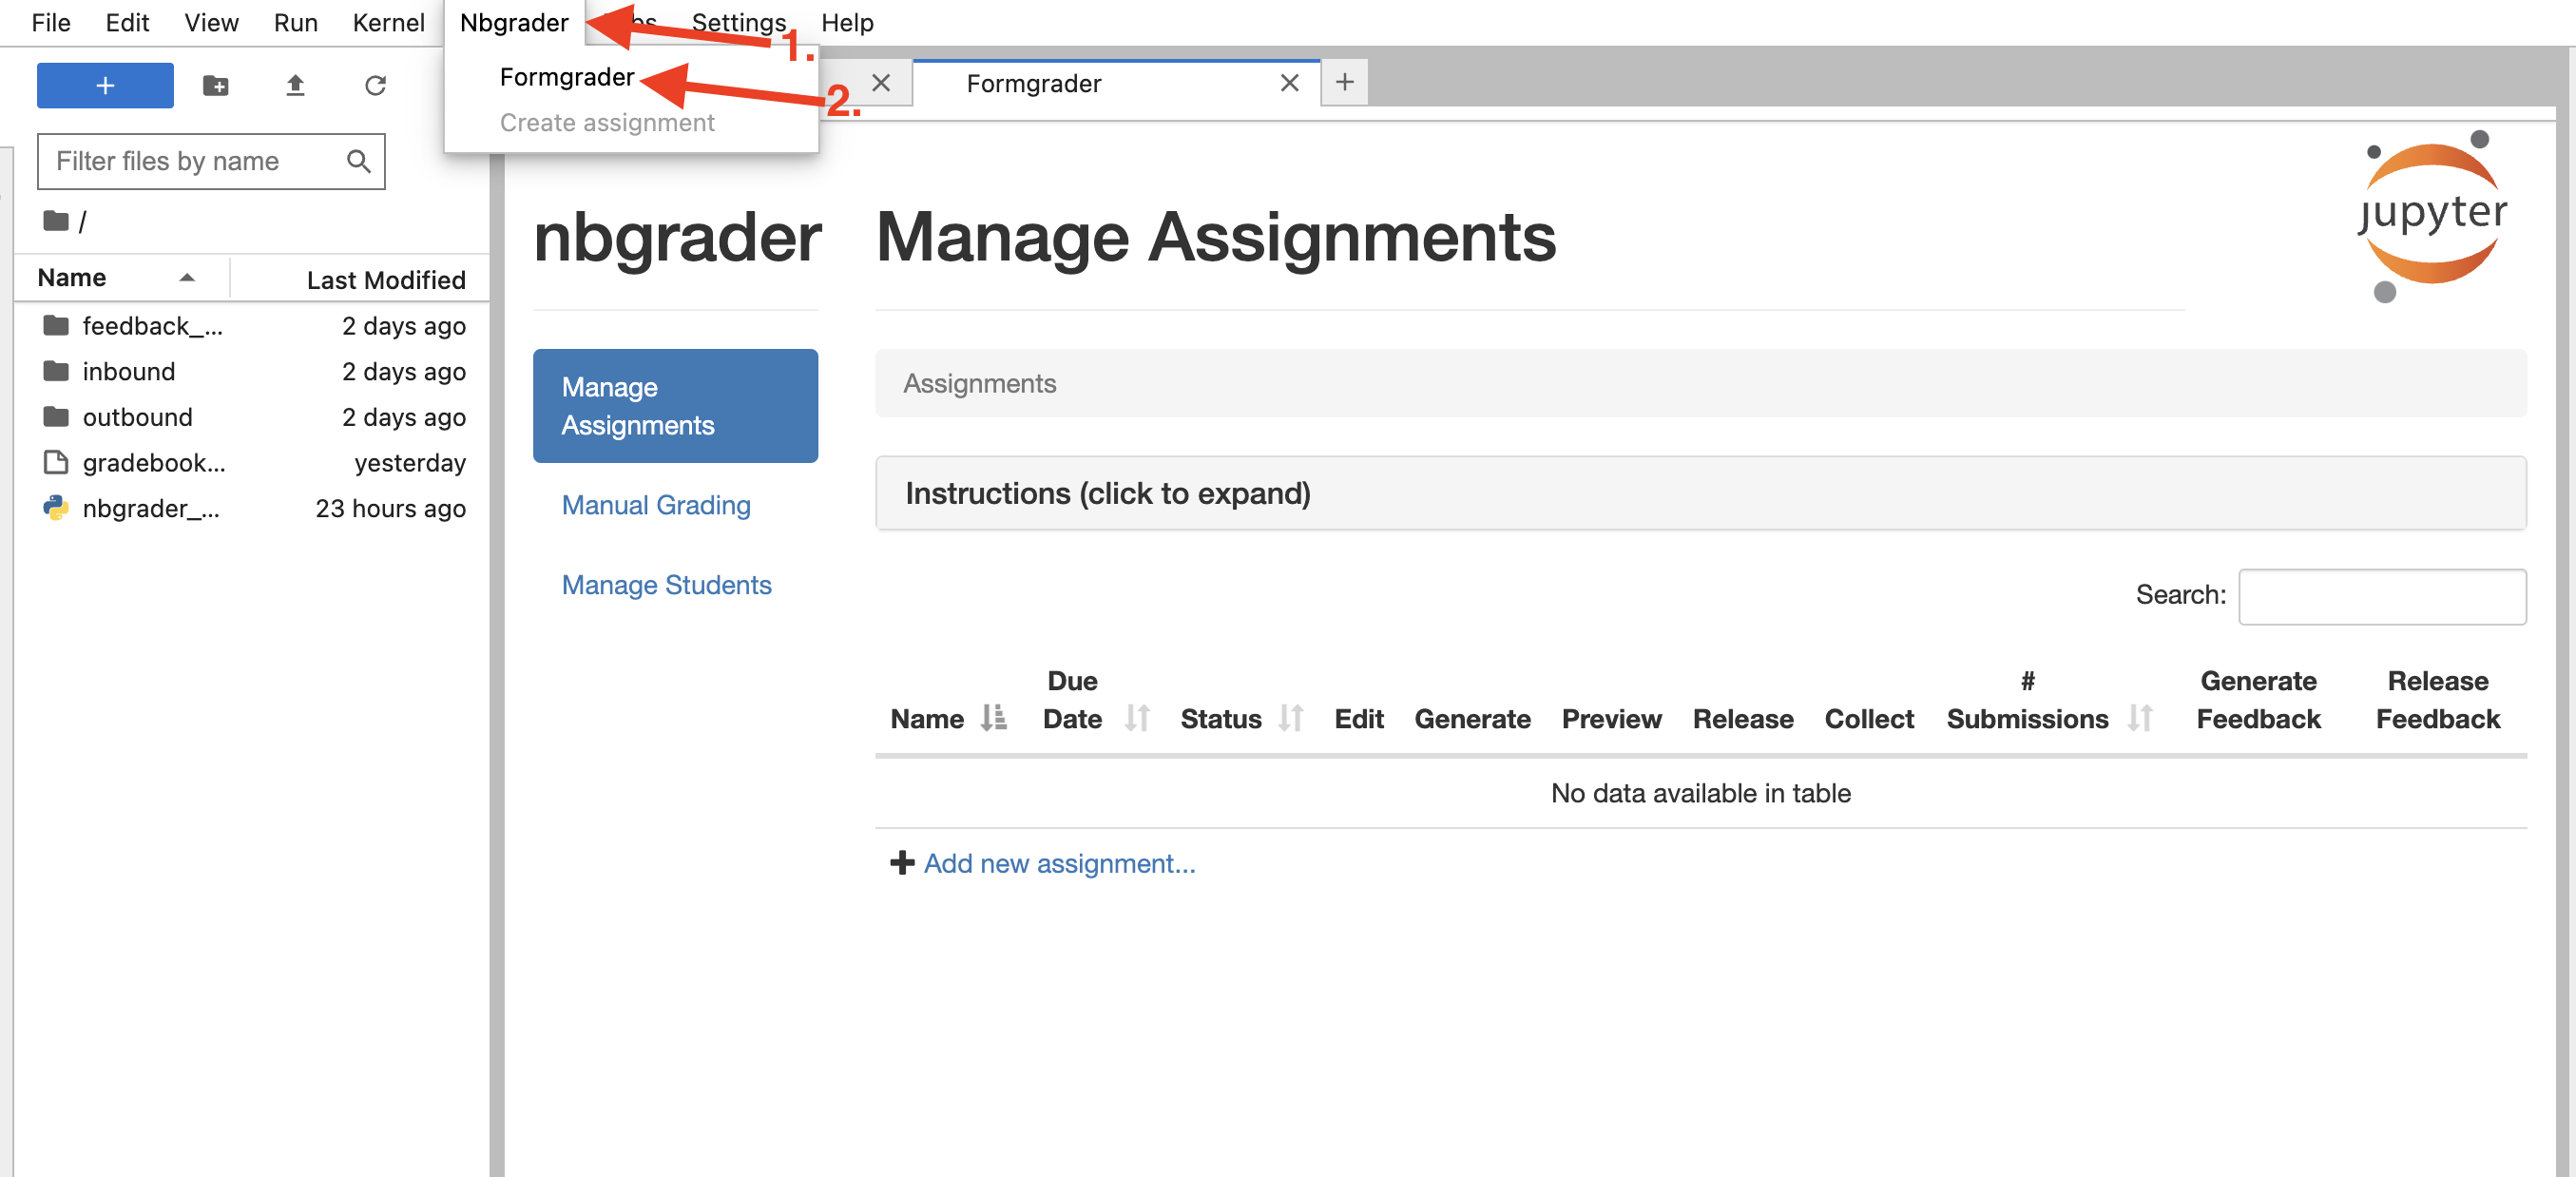 File Edit View Run Kernel Nbgrader Settings Help
1.
Formgrader
2.
Create assignment
Formgrader
Filter files by name
/
Name Last Modified
feedback_... 2 days ago
inbound 2 days ago
outbound 2 days ago
gradebook... yesterday
nbgrader_... 23 hours ago
nbgrader
Manage
Assignments
Manual Grading
Manage Students
Manage Assignments
jupyter
Assignments
Instructions (click to expand)
Search:
Name Due Date Status Edit Generate Preview Release Collect # Submissions Generate Feedback Release Feedback
No data available in table
Add new assignment...